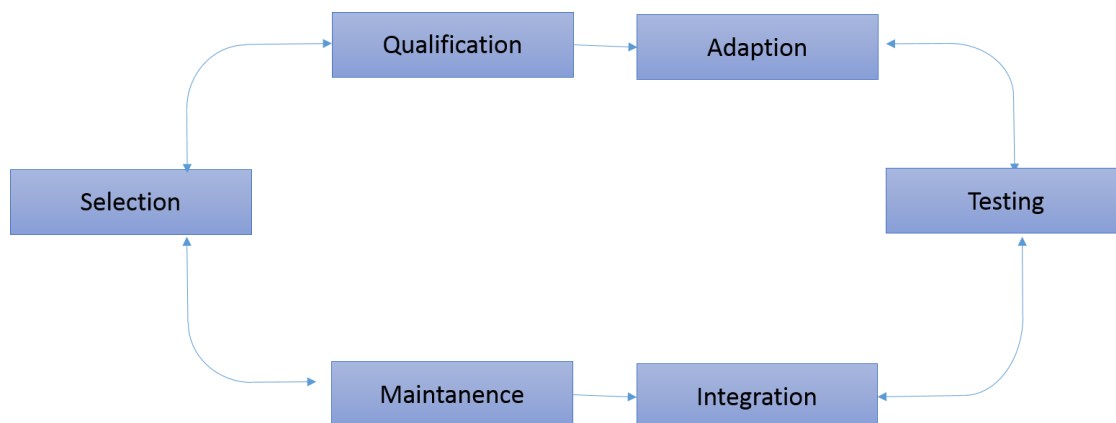 Qualification
Adaption
Selection
Testing
Maintanence
Integration